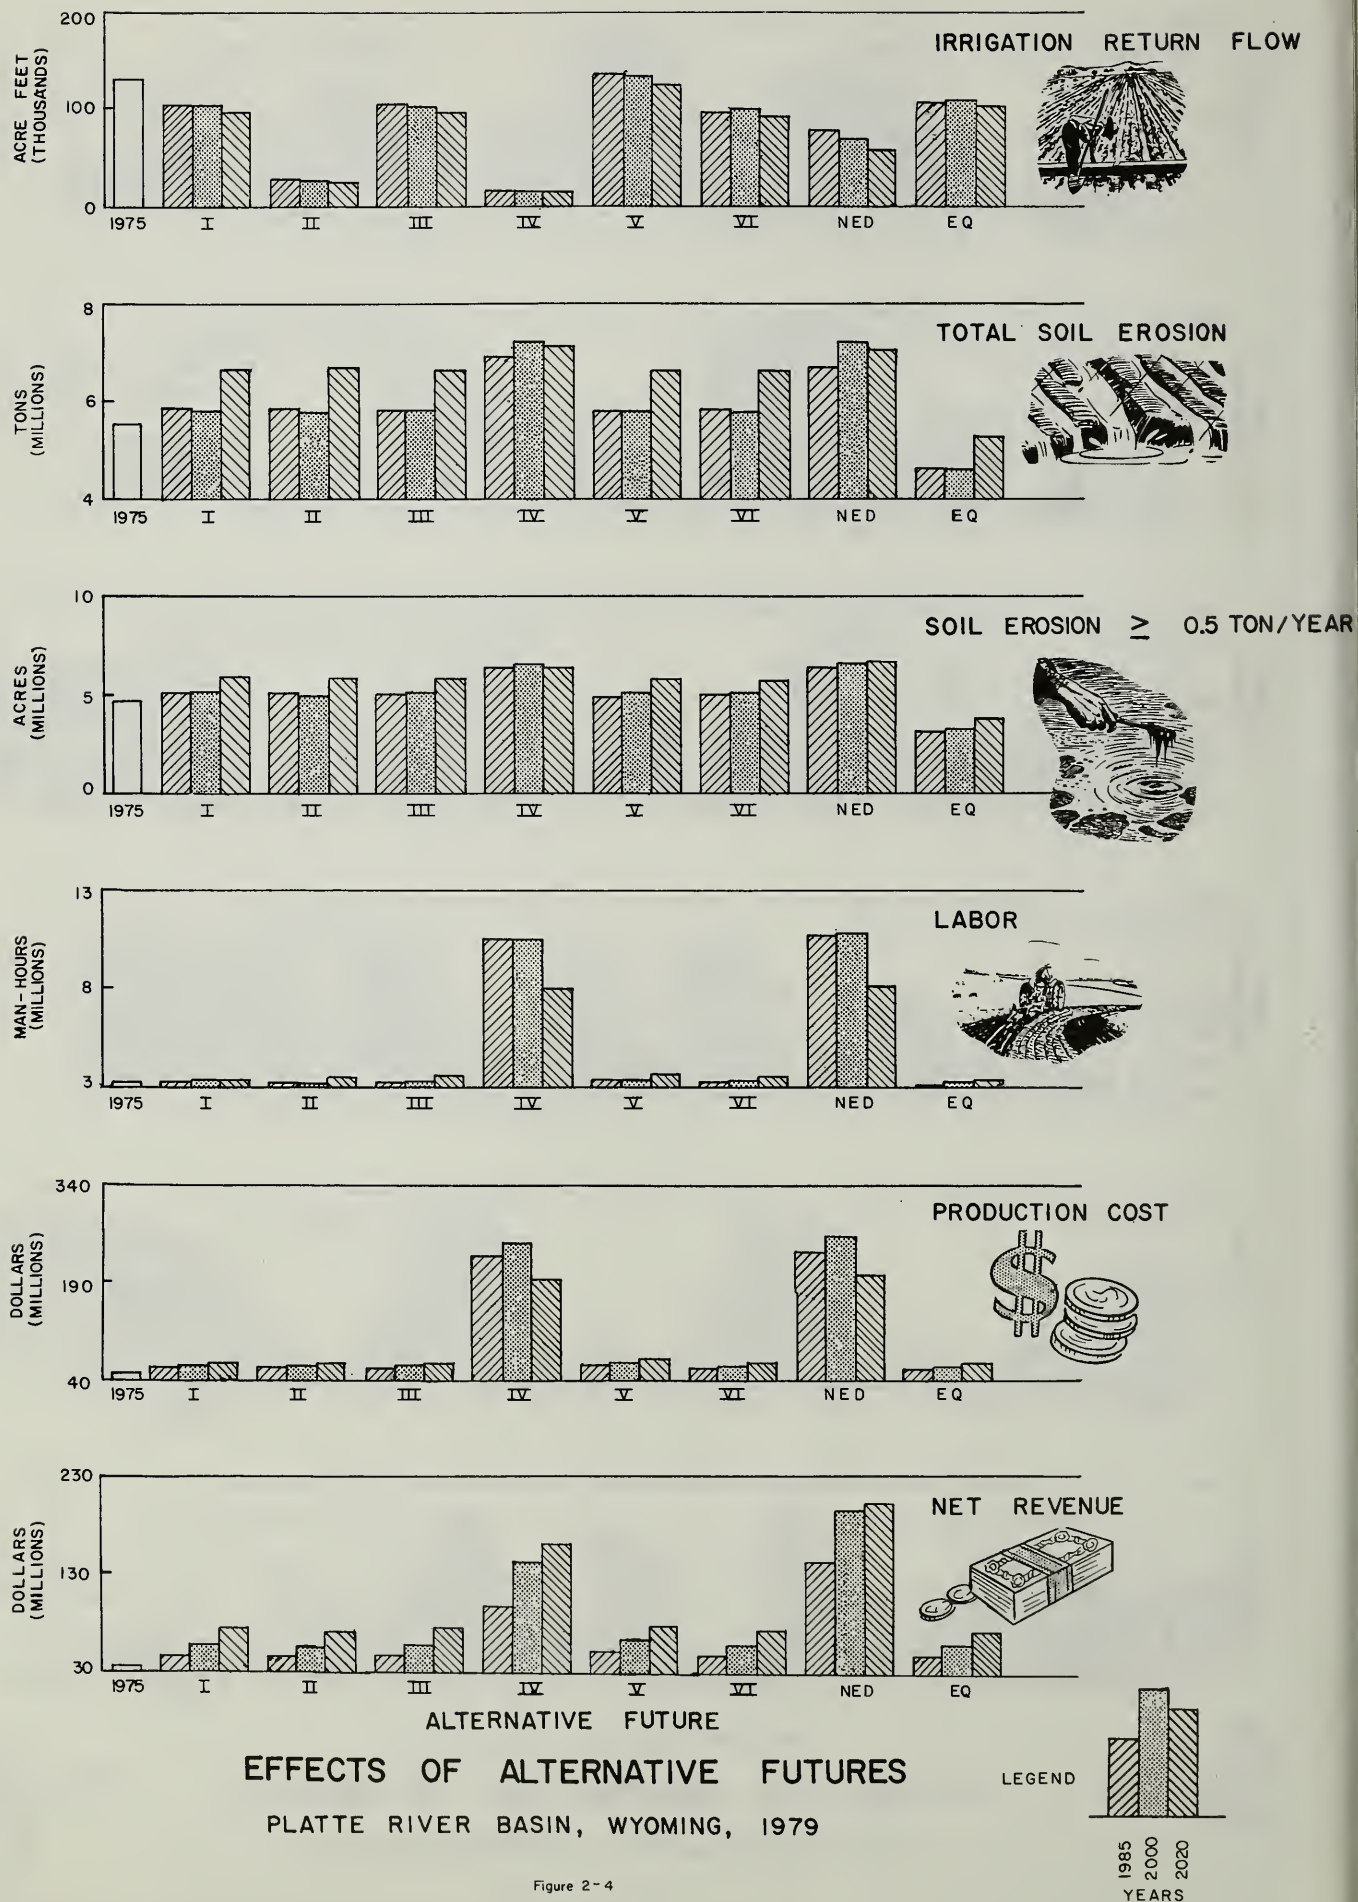 IRRIGATION RETURN FLOW
ACRE FEET
(THOUSANDS)
200
100
0
1975 I II III IV V VI NED EQ
TOTAL SOIL EROSION
TONS
(MILLIONS)
8
6
4
1975 I II III IV V VI NED EQ
SOIL EROSION ≥ 0.5 TON/YEAR
ACRES
(MILLIONS)
10
5
0
1975 I II III IV V VI NED EQ
LABOR
MAN-HOURS
(MILLIONS)
13
8
3
1975 I II III IV V VI NED EQ
PRODUCTION COST
DOLLARS
(MILLIONS)
340
190
40
1975 I II III IV V VI NED EQ
NET REVENUE
DOLLARS
(MILLIONS)
230
130
30
1975 I II III IV V VI NED EQ
ALTERNATIVE FUTURE
EFFECTS OF ALTERNATIVE FUTURES
PLATTE RIVER BASIN, WYOMING, 1979
LEGEND
1985
2000
2020
YEARS
Figure 2-4